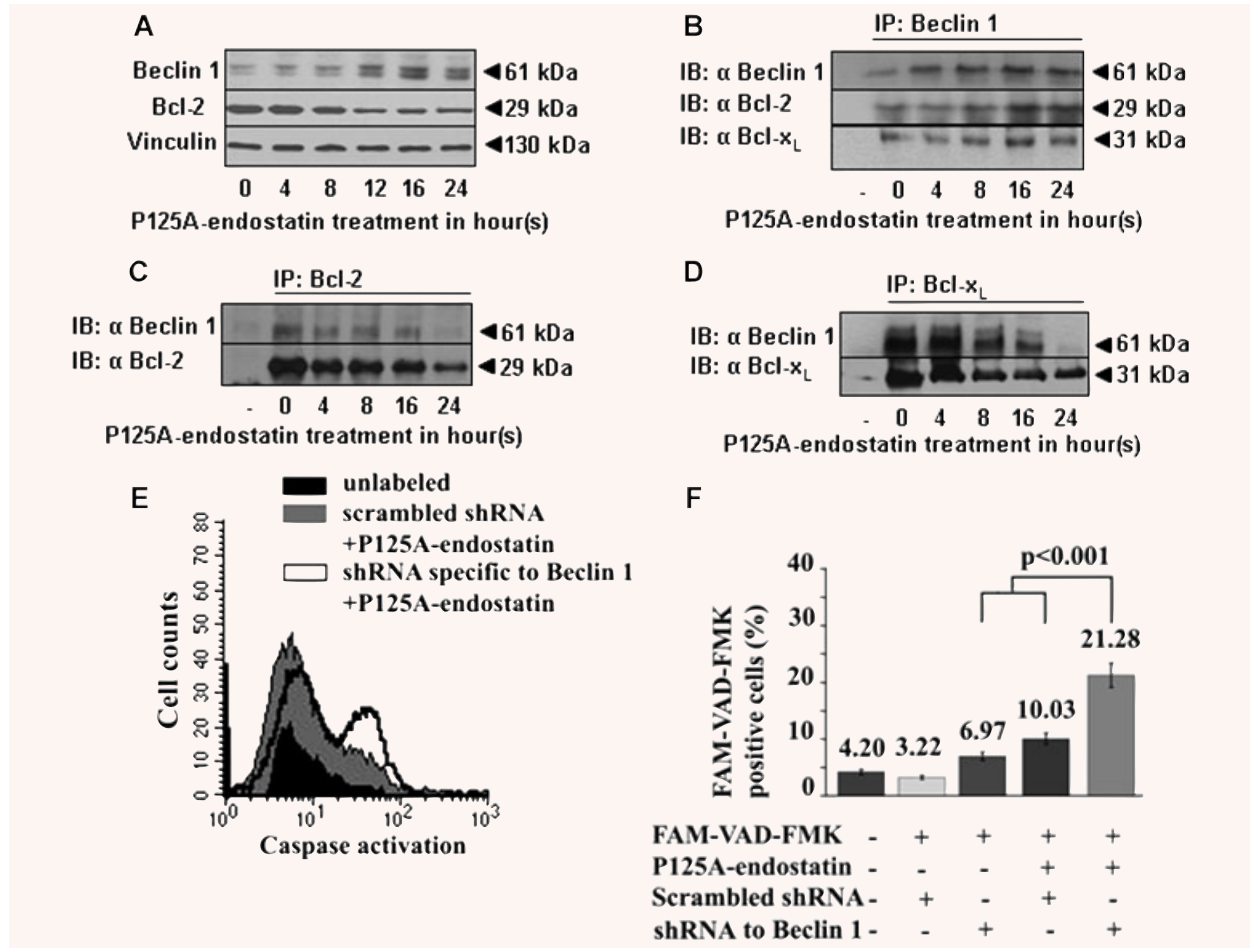 A
Beclin 1
61 kDa
Bcl-2
29 kDa
Vinculin
130 kDa
0 4 8 12 16 24
P125A-endostatin treatment in hour(s)
B
IP: Beclin 1
IB: α Beclin 1
61 kDa
IB: α Bcl-2
29 kDa
IB: α Bcl-xL
31 kDa
- 0 4 8 16 24
P125A-endostatin treatment in hour(s)
C
IP: Bcl-2
IB: α Beclin 1
61 kDa
IB: α Bcl-2
29 kDa
- 0 4 8 16 24
P125A-endostatin treatment in hour(s)
D
IP: Bcl-xL
IB: α Beclin 1
61 kDa
IB: α Bcl-xL
31 kDa
- 0 4 8 16 24
P125A-endostatin treatment in hour(s)
E
unlabeled
scrambled shRNA
+P125A-endostatin
shRNA specific to Beclin 1
+P125A-endostatin
Cell counts
80
70
60
50
40
30
20
10
0
10^0 10^1 10^2 10^3
Caspase activation
F
FAM-VAD-FMK
positive cells (%)
40
30
20
10
0
p<0.001
4.20 3.22 6.97 10.03 21.28
FAM-VAD-FMK - + + + +
P125A-endostatin - - - + +
Scrambled shRNA - + - + -
shRNA to Beclin 1 - - + - +